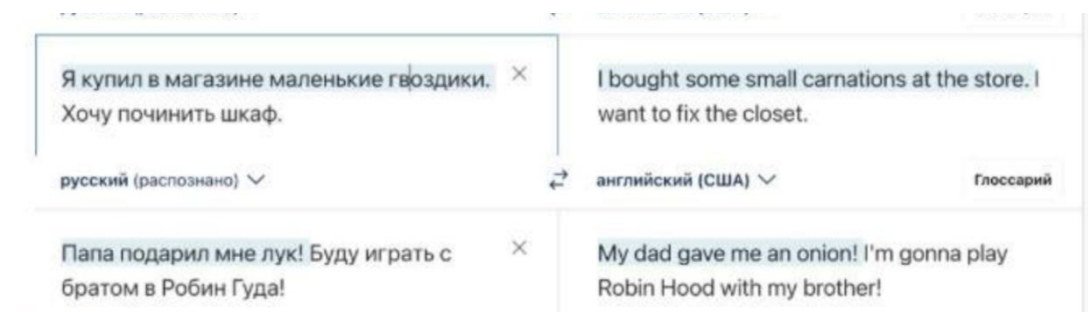 Я купил в магазине маленькие гвоздики.
Хочу починить шкаф.
I bought some small carnations at the store. I
want to fix the closet.
русский (распознано)
английский (США)
Глоссарий
Папа подарил мне лук! Буду играть с
братом в Робин Гуда!
My dad gave me an onion! I'm gonna play
Robin Hood with my brother!